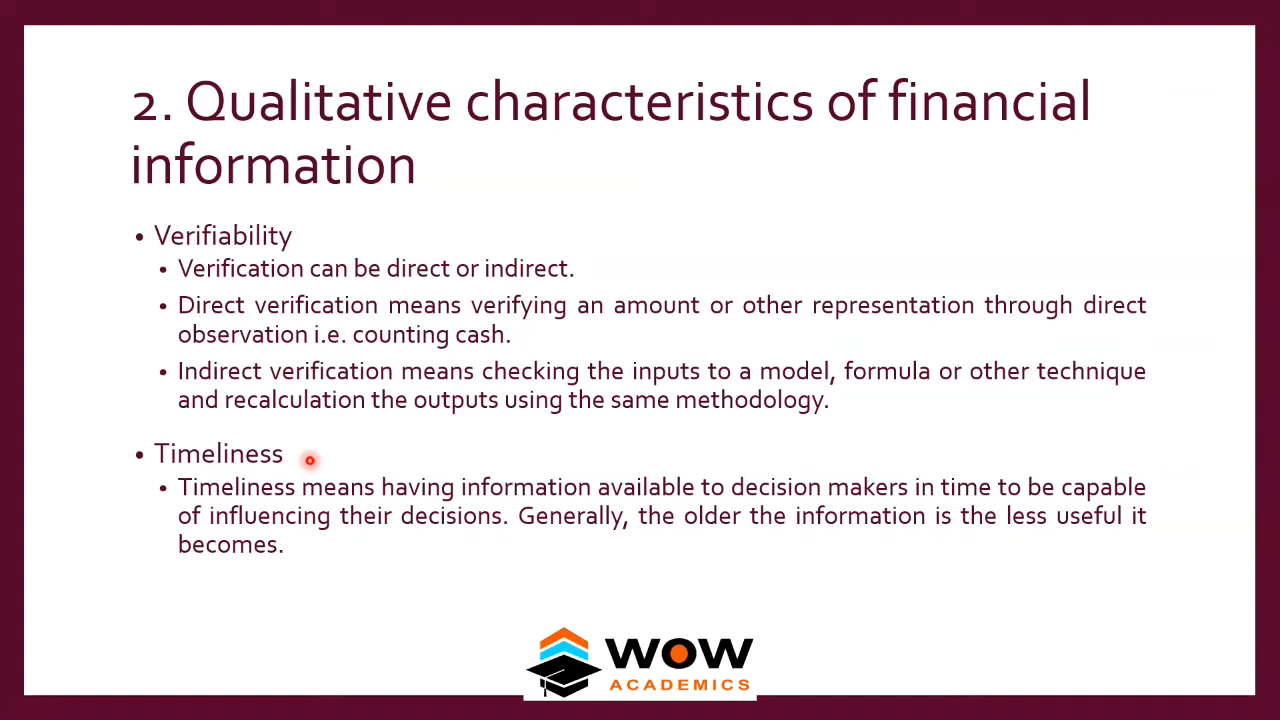 2. Qualitative characteristics of financial
information
• Verifiability
• Verification can be direct or indirect.
• Direct verification means verifying an amount or other representation through direct
observation i.e. counting cash.
• Indirect verification means checking the inputs to a model, formula or other technique
and recalculation the outputs using the same methodology.
• Timeliness
• Timeliness means having information available to decision makers in time to be capable
of influencing their decisions. Generally, the older the information is the less useful it
becomes.
WOW
ACADEMICS